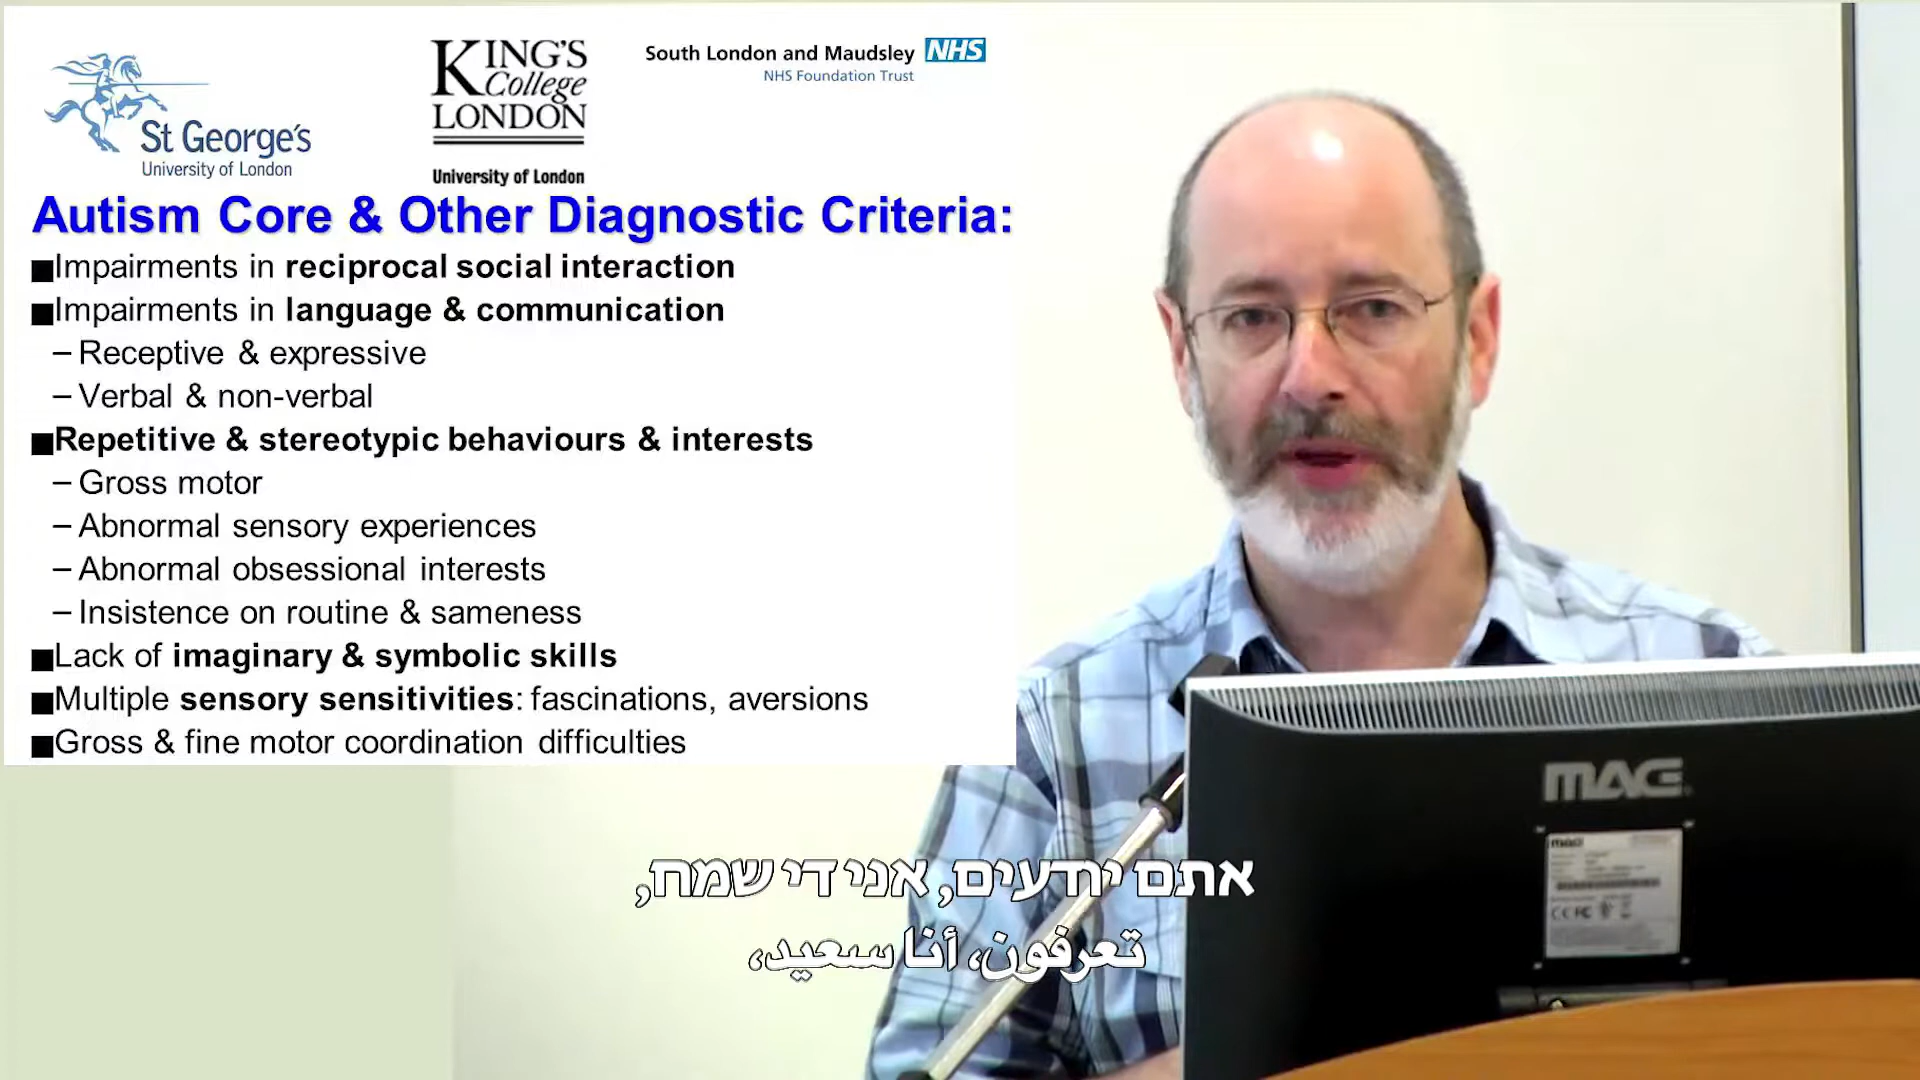 St George's
University of London
KING'S
College
LONDON
University of London
South London and Maudsley NHS
NHS Foundation Trust
Autism Core & Other Diagnostic Criteria:
■Impairments in reciprocal social interaction
■Impairments in language & communication
– Receptive & expressive
– Verbal & non-verbal
■Repetitive & stereotypic behaviours & interests
– Gross motor
– Abnormal sensory experiences
– Abnormal obsessional interests
– Insistence on routine & sameness
■Lack of imaginary & symbolic skills
■Multiple sensory sensitivities: fascinations, aversions
■Gross & fine motor coordination difficulties
MAG
mag
אתם יודעים, אני די שמח,
تعرفون، أنا سعيد،